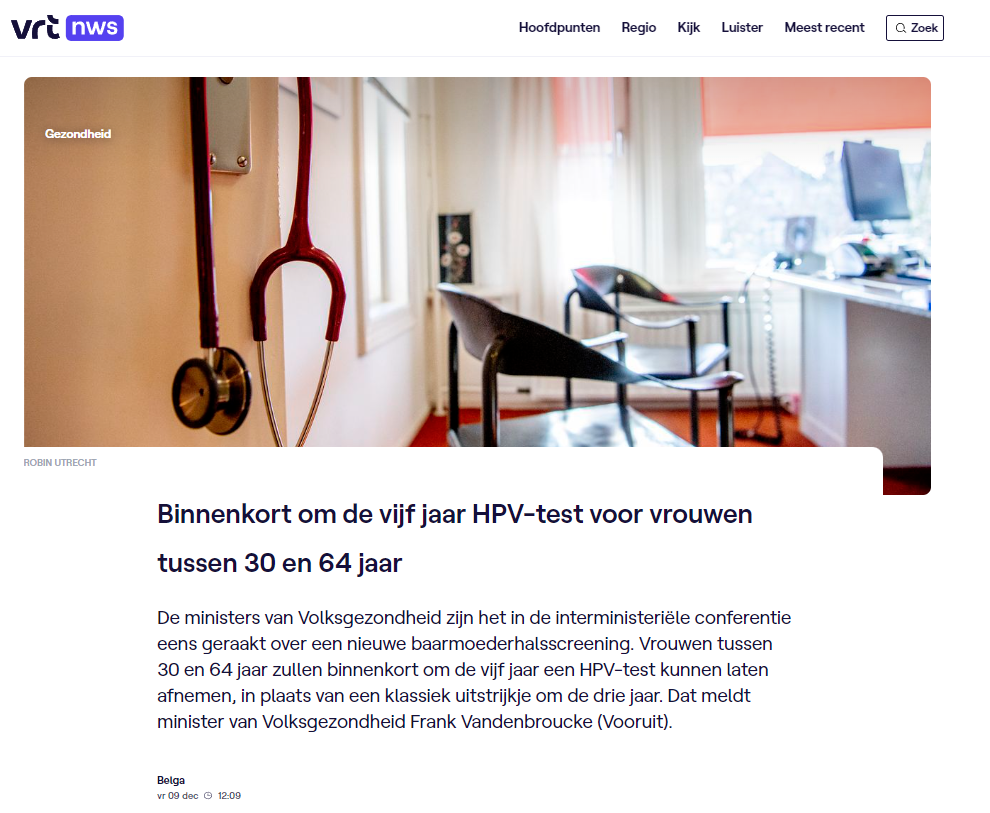 vrt nws
Hoofdpunten Regio Kijk Luister Meest recent Zoek
Gezondheid
ROBIN UTRECHT
Binnenkort om de vijf jaar HPV-test voor vrouwen
tussen 30 en 64 jaar
De ministers van Volksgezondheid zijn het in de interministeriële conferentie
eens geraakt over een nieuwe baarmoederhalsscreening. Vrouwen tussen
30 en 64 jaar zullen binnenkort om de vijf jaar een HPV-test kunnen laten
afnemen, in plaats van een klassiek uitstrijkje om de drie jaar. Dat meldt
minister van Volksgezondheid Frank Vandenbroucke (Vooruit).
Belga
vr 09 dec 12:09